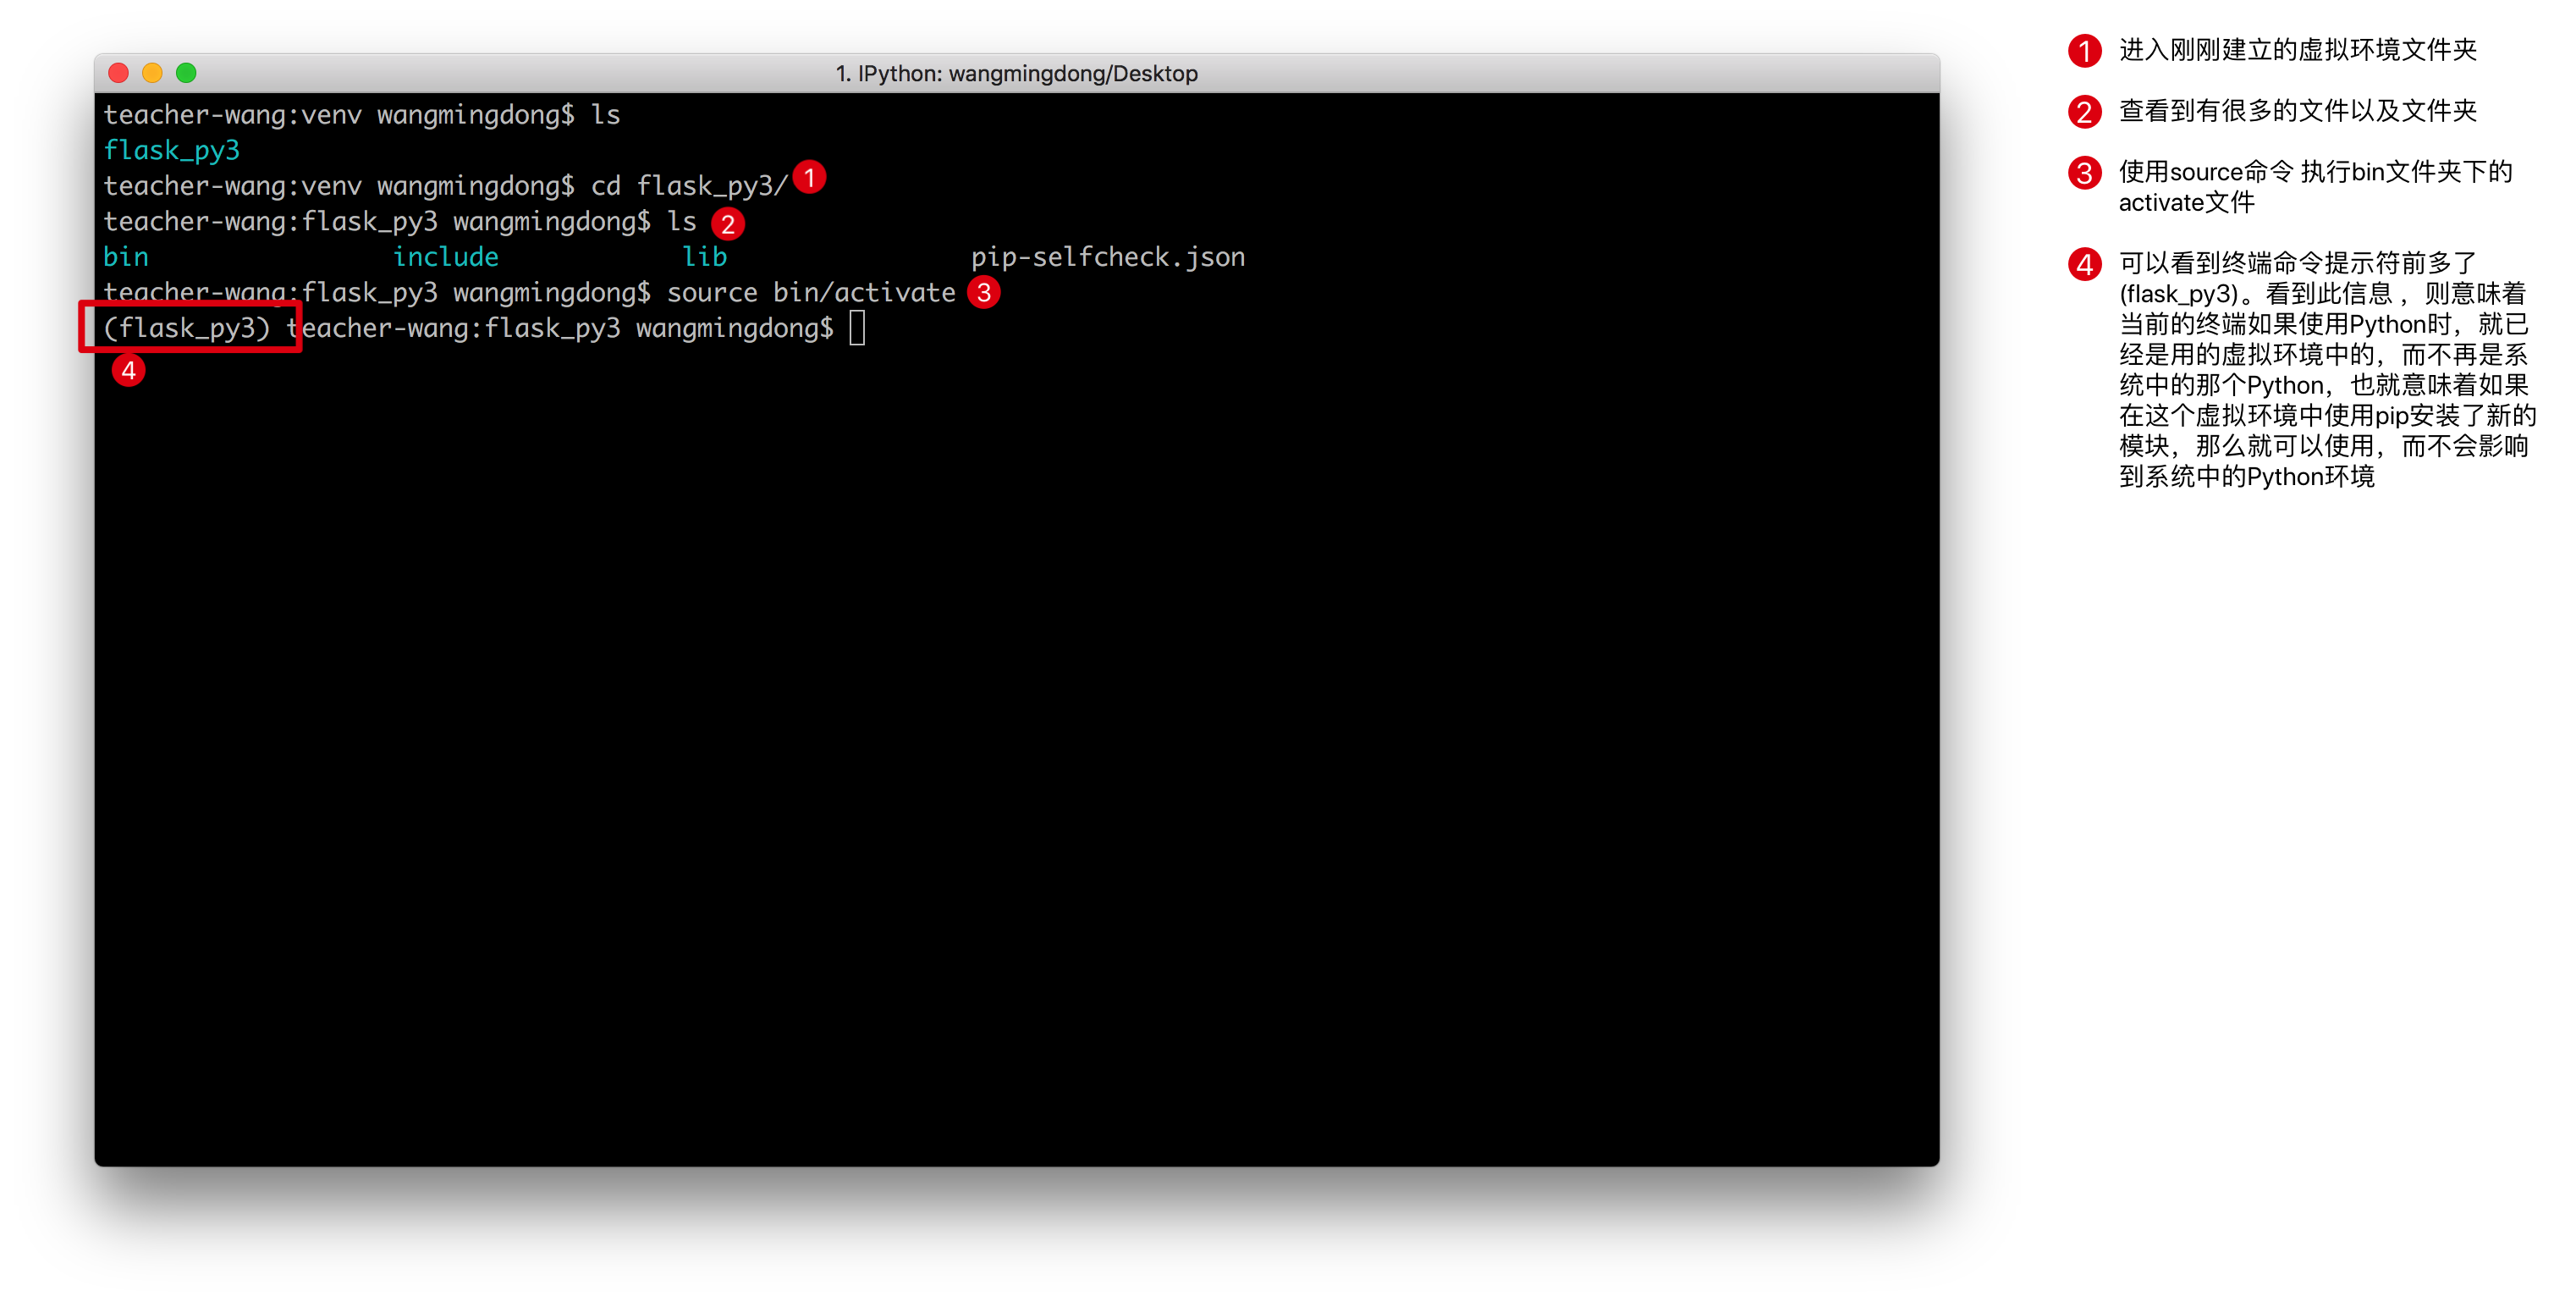 1. IPython: wangmingdong/Desktop
teacher-wang:venv wangmingdong$ ls
flask_py3
teacher-wang:venv wangmingdong$ cd flask_py3/ 1
teacher-wang:flask_py3 wangmingdong$ ls 2
bin include lib pip-selfcheck.json
teacher-wang:flask_py3 wangmingdong$ source bin/activate 3
(flask_py3) teacher-wang:flask_py3 wangmingdong$
4
1 进入刚刚建立的虚拟环境文件夹
2 查看到有很多的文件以及文件夹
3 使用source命令 执行bin文件夹下的
activate文件
4 可以看到终端命令提示符前多了
(flask_py3)。看到此信息，则意味着
当前的终端如果使用Python时，就已
经是用的虚拟环境中的，而不再是系
统中的那个Python，也就意味着如果
在这个虚拟环境中使用pip安装了新的
模块，那么就可以使用，而不会影响
到系统中的Python环境